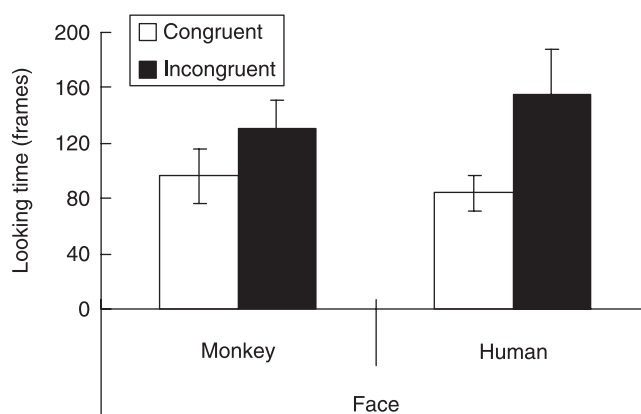 200
160
120
80
40
0
Looking time (frames)
Congruent
Incongruent
Monkey
Human
Face